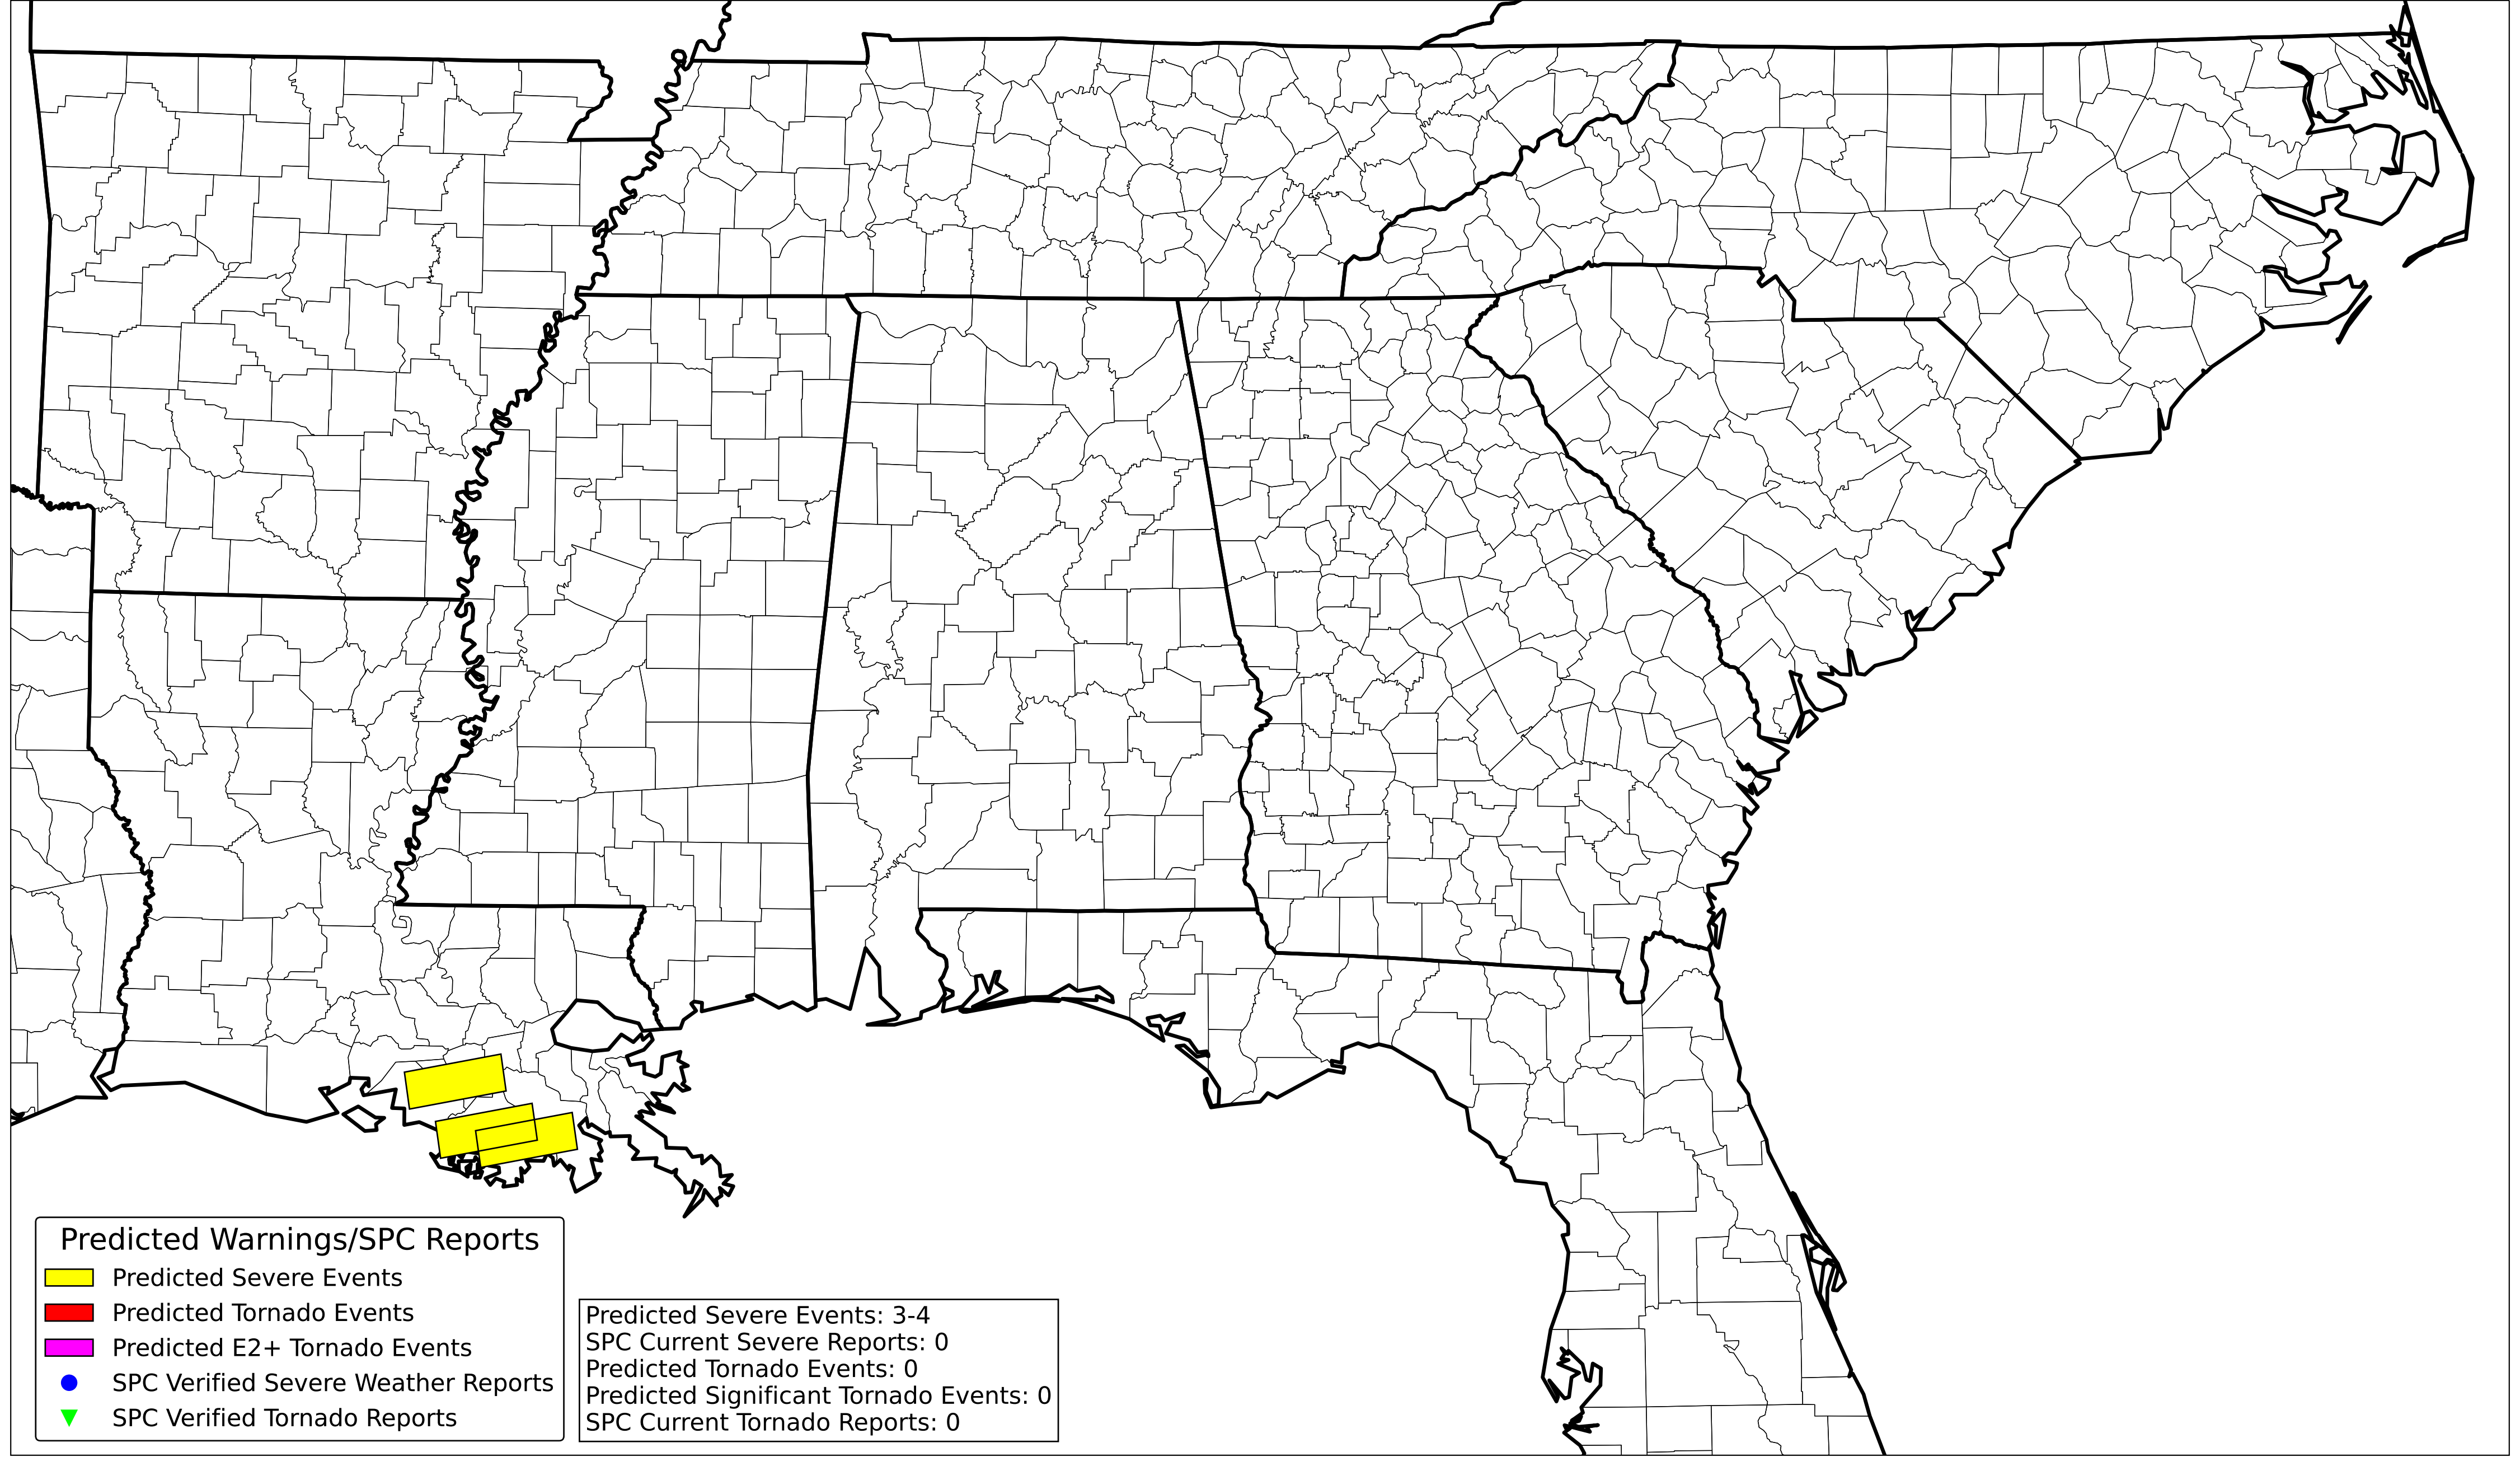 Predicted Warnings/SPC Reports
Predicted Severe Events
Predicted Tornado Events
Predicted E2+ Tornado Events
SPC Verified Severe Weather Reports
SPC Verified Tornado Reports
Predicted Severe Events: 3-4
SPC Current Severe Reports: 0
Predicted Tornado Events: 0
Predicted Significant Tornado Events: 0
SPC Current Tornado Reports: 0